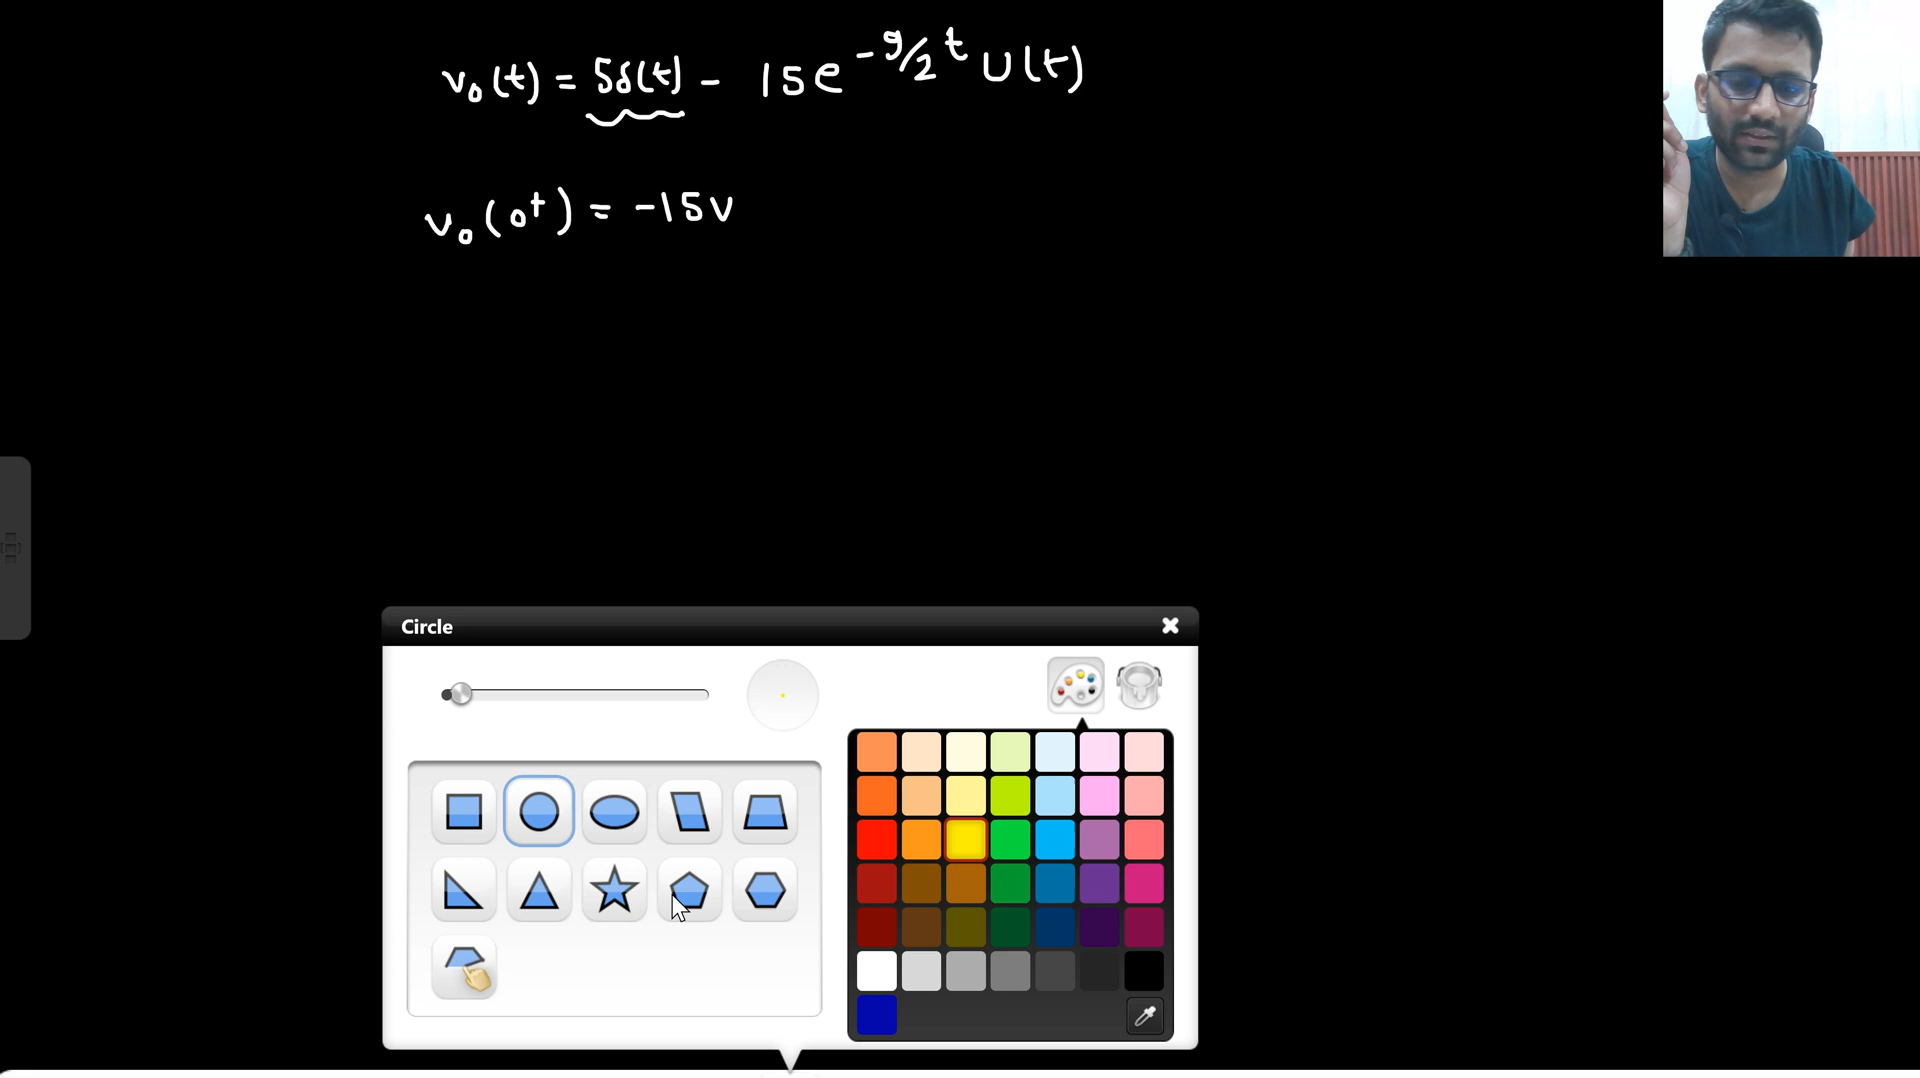 v₀(t) = 5δ(t) - 15e^{-9/2 t} U(t)
v₀(0⁺) = -15v
Circle